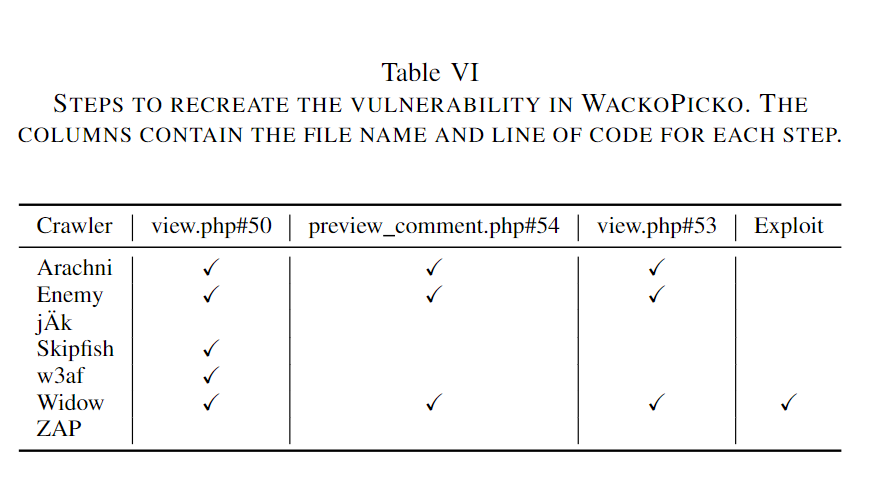 Table VI
STEPS TO RECREATE THE VULNERABILITY IN WACKOPICKO. THE
COLUMNS CONTAIN THE FILE NAME AND LINE OF CODE FOR EACH STEP.
Crawler | view.php#50 | preview_comment.php#54 | view.php#53 | Exploit
Arachni ✓ ✓ ✓
Enemy ✓ ✓ ✓
jÄk
Skipfish ✓
w3af ✓
Widow ✓ ✓ ✓ ✓
ZAP